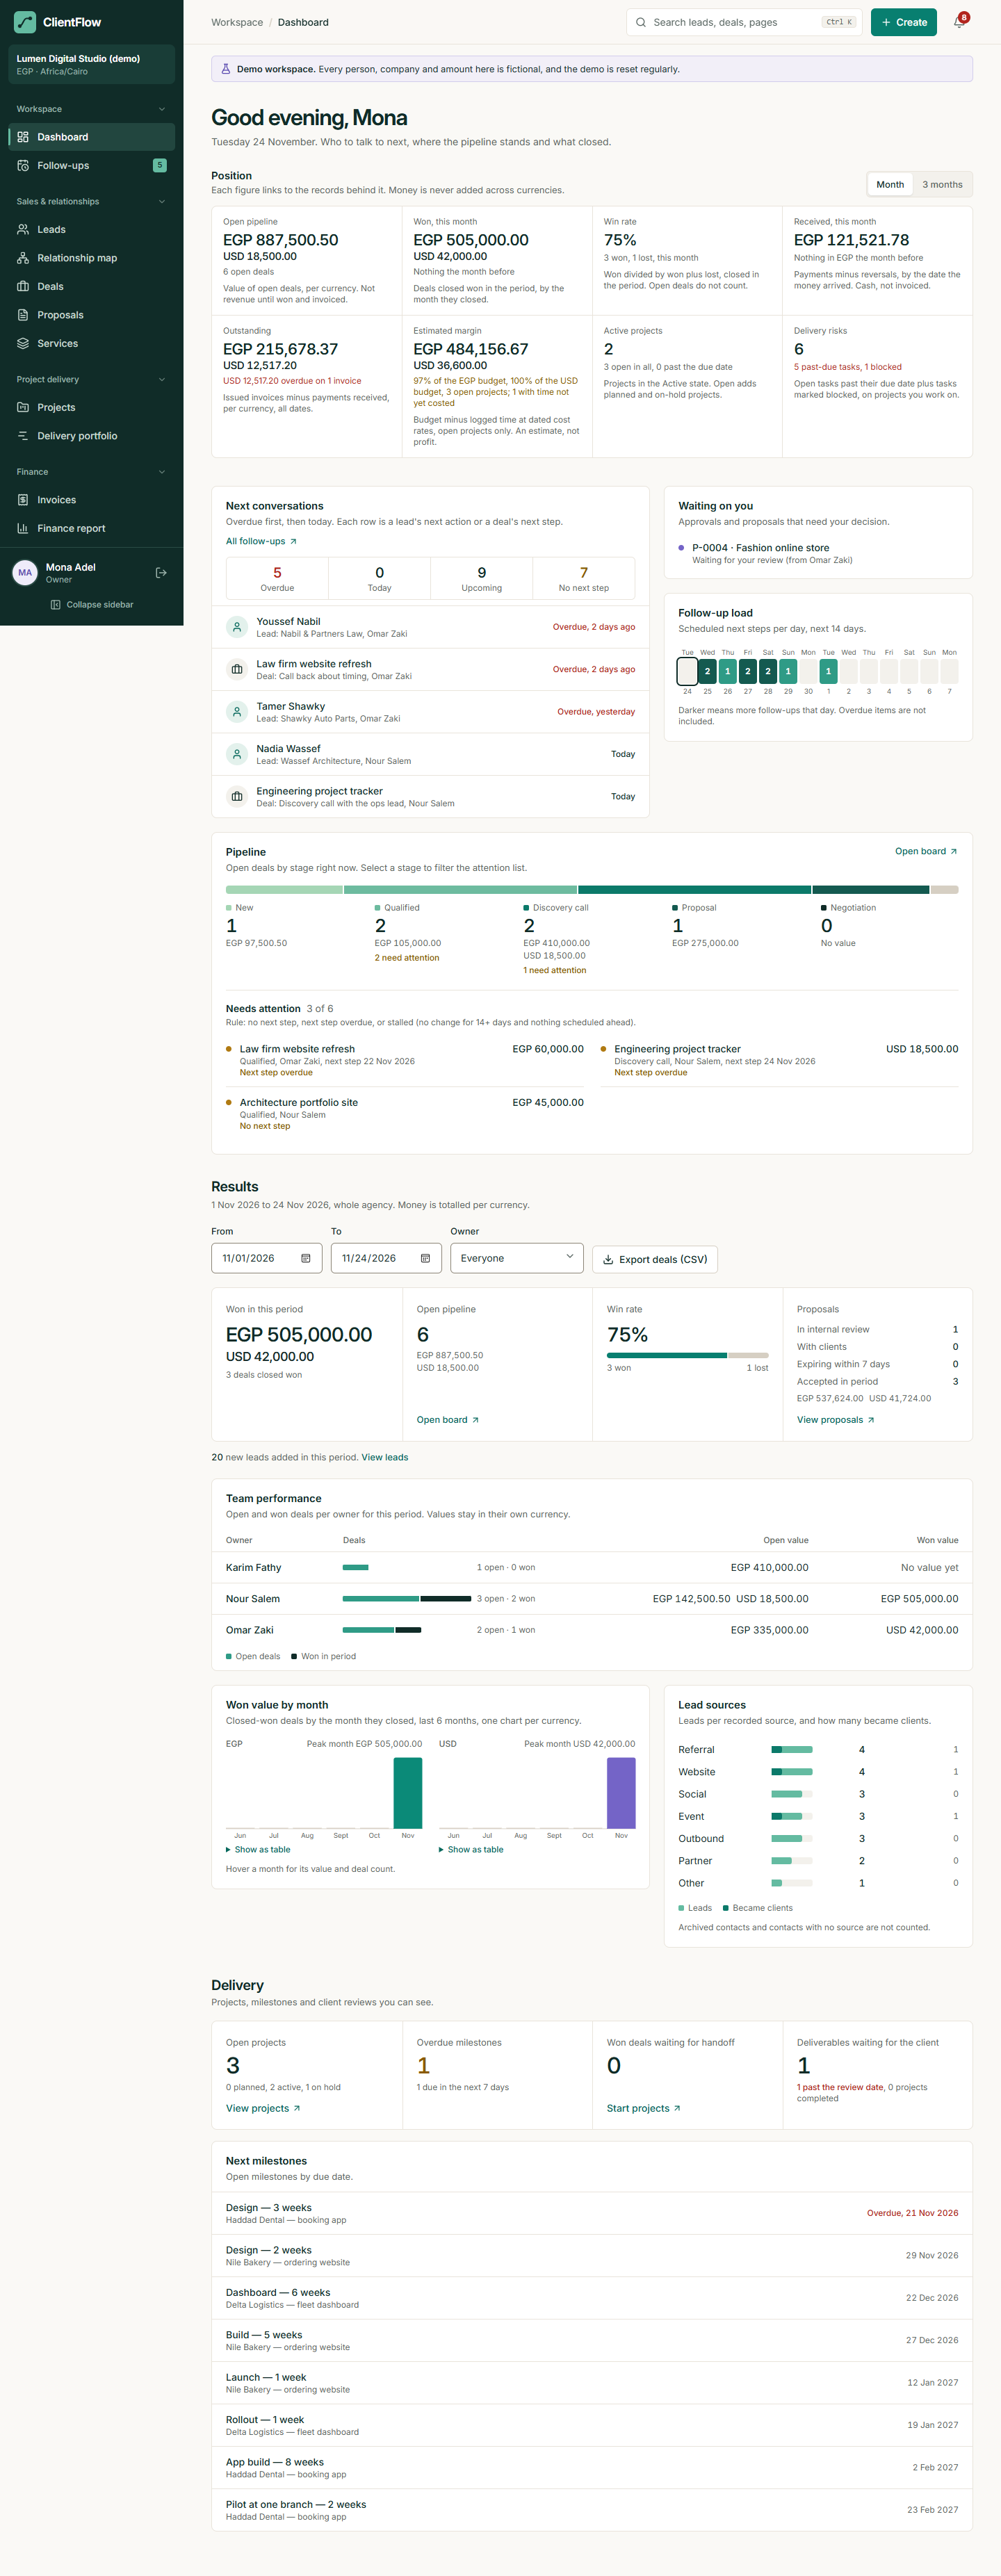 ClientFlow
Lumen Digital Studio (demo)
EGP · Africa/Cairo
Workspace
Dashboard
Follow-ups 5
Sales & relationships
Leads
Relationship map
Deals
Proposals
Services
Project delivery
Projects
Delivery portfolio
Finance
Invoices
Finance report
MA
Mona Adel
Owner
Collapse sidebar
Workspace / Dashboard
Search leads, deals, pages Ctrl K
Create
8
Demo workspace. Every person, company and amount here is fictional, and the demo is reset regularly.
Good evening, Mona
Tuesday 24 November. Who to talk to next, where the pipeline stands and what closed.
Position
Each figure links to the records behind it. Money is never added across currencies.
Month 3 months
Open pipeline
EGP 887,500.50
USD 18,500.00
6 open deals
Value of open deals, per currency. Not
revenue until won and invoiced.
Won, this month
EGP 505,000.00
USD 42,000.00
Nothing the month before
Deals closed won in the period, by the
month they closed.
Win rate
75%
3 won, 1 lost, this month
Won divided by won plus lost, closed in
the period. Open deals do not count.
Received, this month
EGP 121,521.78
Nothing in EGP the month before
Payments minus reversals, by the date the
money arrived. Cash, not invoiced.
Outstanding
EGP 215,678.37
USD 12,517.20
USD 12,517.20 overdue on 1 invoice
Issued invoices minus payments received,
per currency, all dates.
Estimated margin
EGP 484,156.67
USD 36,600.00
97% of the EGP budget, 100% of the USD
budget, 3 open projects; 1 with time not
yet costed
Budget minus logged time at dated cost
rates, open projects only. An estimate, not
profit.
Active projects
2
3 open in all, 0 past the due date
Projects in the Active state. Open adds
planned and on-hold projects.
Delivery risks
6
5 past-due tasks, 1 blocked
Open tasks past their due date plus tasks
marked blocked, on projects you work on.
Next conversations
Overdue first, then today. Each row is a lead's next action or a deal's next step.
All follow-ups
5 0 9 7
Overdue Today Upcoming No next step
Youssef Nabil
Lead: Nabil & Partners Law, Omar Zaki
Overdue, 2 days ago
Law firm website refresh
Deal: Call back about timing, Omar Zaki
Overdue, 2 days ago
Tamer Shawky
Lead: Shawky Auto Parts, Omar Zaki
Overdue, yesterday
Nadia Wassef
Lead: Wassef Architecture, Nour Salem
Today
Engineering project tracker
Deal: Discovery call with the ops lead, Nour Salem
Today
Waiting on you
Approvals and proposals that need your decision.
P-0004 · Fashion online store
Waiting for your review (from Omar Zaki)
Follow-up load
Scheduled next steps per day, next 14 days.
Tue Wed Thu Fri Sat Sun Mon Tue Wed Thu Fri Sat Sun Mon
2 1 2 2 1 1
24 25 26 27 28 29 30 1 2 3 4 5 6 7
Darker means more follow-ups that day. Overdue items are not
included.
Pipeline
Open deals by stage right now. Select a stage to filter the attention list.
Open board
New
1
EGP 97,500.50
Qualified
2
EGP 105,000.00
2 need attention
Discovery call
2
EGP 410,000.00
USD 18,500.00
1 need attention
Proposal
1
EGP 275,000.00
Negotiation
0
No value
Needs attention 3 of 6
Rule: no next step, next step overdue, or stalled (no change for 14+ days and nothing scheduled ahead).
Law firm website refresh EGP 60,000.00
Qualified, Omar Zaki, next step 22 Nov 2026
Next step overdue
Engineering project tracker USD 18,500.00
Discovery call, Nour Salem, next step 24 Nov 2026
Next step overdue
Architecture portfolio site EGP 45,000.00
Qualified, Nour Salem
No next step
Results
1 Nov 2026 to 24 Nov 2026, whole agency. Money is totalled per currency.
From To Owner
11/01/2026 11/24/2026 Everyone Export deals (CSV)
Won in this period
EGP 505,000.00
USD 42,000.00
3 deals closed won
Open pipeline
6
EGP 887,500.50
USD 18,500.00
Open board
Win rate
75%
3 won 1 lost
Proposals
In internal review 1
With clients 0
Expiring within 7 days 0
Accepted in period 3
EGP 537,624.00 USD 41,724.00
View proposals
20 new leads added in this period. View leads
Team performance
Open and won deals per owner for this period. Values stay in their own currency.
Owner Deals Open value Won value
Karim Fathy 1 open · 0 won EGP 410,000.00 No value yet
Nour Salem 3 open · 2 won EGP 142,500.50 USD 18,500.00 EGP 505,000.00
Omar Zaki 2 open · 1 won EGP 335,000.00 USD 42,000.00
Open deals Won in period
Won value by month
Closed-won deals by the month they closed, last 6 months, one chart per currency.
EGP Peak month EGP 505,000.00
Jun Jul Aug Sept Oct Nov
Show as table
USD Peak month USD 42,000.00
Jun Jul Aug Sept Oct Nov
Show as table
Hover a month for its value and deal count.
Lead sources
Leads per recorded source, and how many became clients.
Referral 4 1
Website 4 1
Social 3 0
Event 3 1
Outbound 3 0
Partner 2 0
Other 1 0
Leads Became clients
Archived contacts and contacts with no source are not counted.
Delivery
Projects, milestones and client reviews you can see.
Open projects
3
0 planned, 2 active, 1 on hold
View projects
Overdue milestones
1
1 due in the next 7 days
Won deals waiting for handoff
0
Start projects
Deliverables waiting for the client
1
1 past the review date, 0 projects
completed
Next milestones
Open milestones by due date.
Design — 3 weeks
Haddad Dental — booking app
Overdue, 21 Nov 2026
Design — 2 weeks
Nile Bakery — ordering website
29 Nov 2026
Dashboard — 6 weeks
Delta Logistics — fleet dashboard
22 Dec 2026
Build — 5 weeks
Nile Bakery — ordering website
27 Dec 2026
Launch — 1 week
Nile Bakery — ordering website
12 Jan 2027
Rollout — 1 week
Delta Logistics — fleet dashboard
19 Jan 2027
App build — 8 weeks
Haddad Dental — booking app
2 Feb 2027
Pilot at one branch — 2 weeks
Haddad Dental — booking app
23 Feb 2027